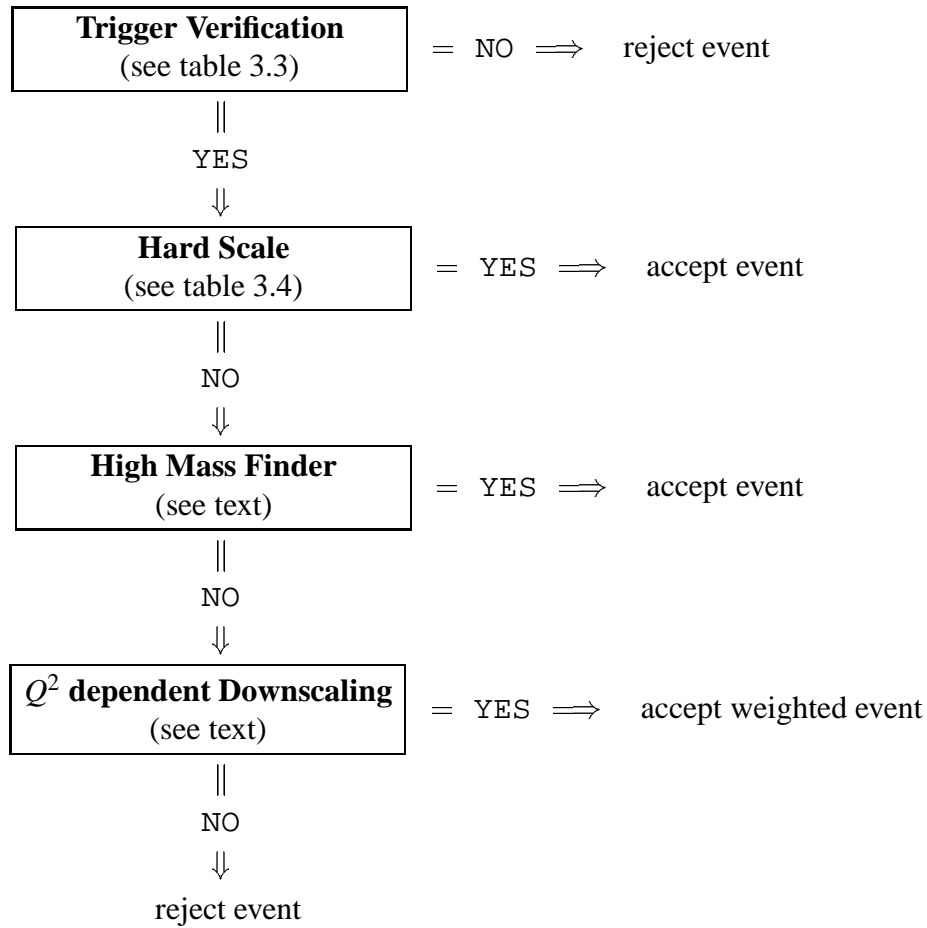 Trigger Verification
(see table 3.3)
= NO ⟹ reject event
‖
YES
⇓
Hard Scale
(see table 3.4)
= YES ⟹ accept event
‖
NO
⇓
High Mass Finder
(see text)
= YES ⟹ accept event
‖
NO
⇓
Q² dependent Downscaling
(see text)
= YES ⟹ accept weighted event
‖
NO
⇓
reject event